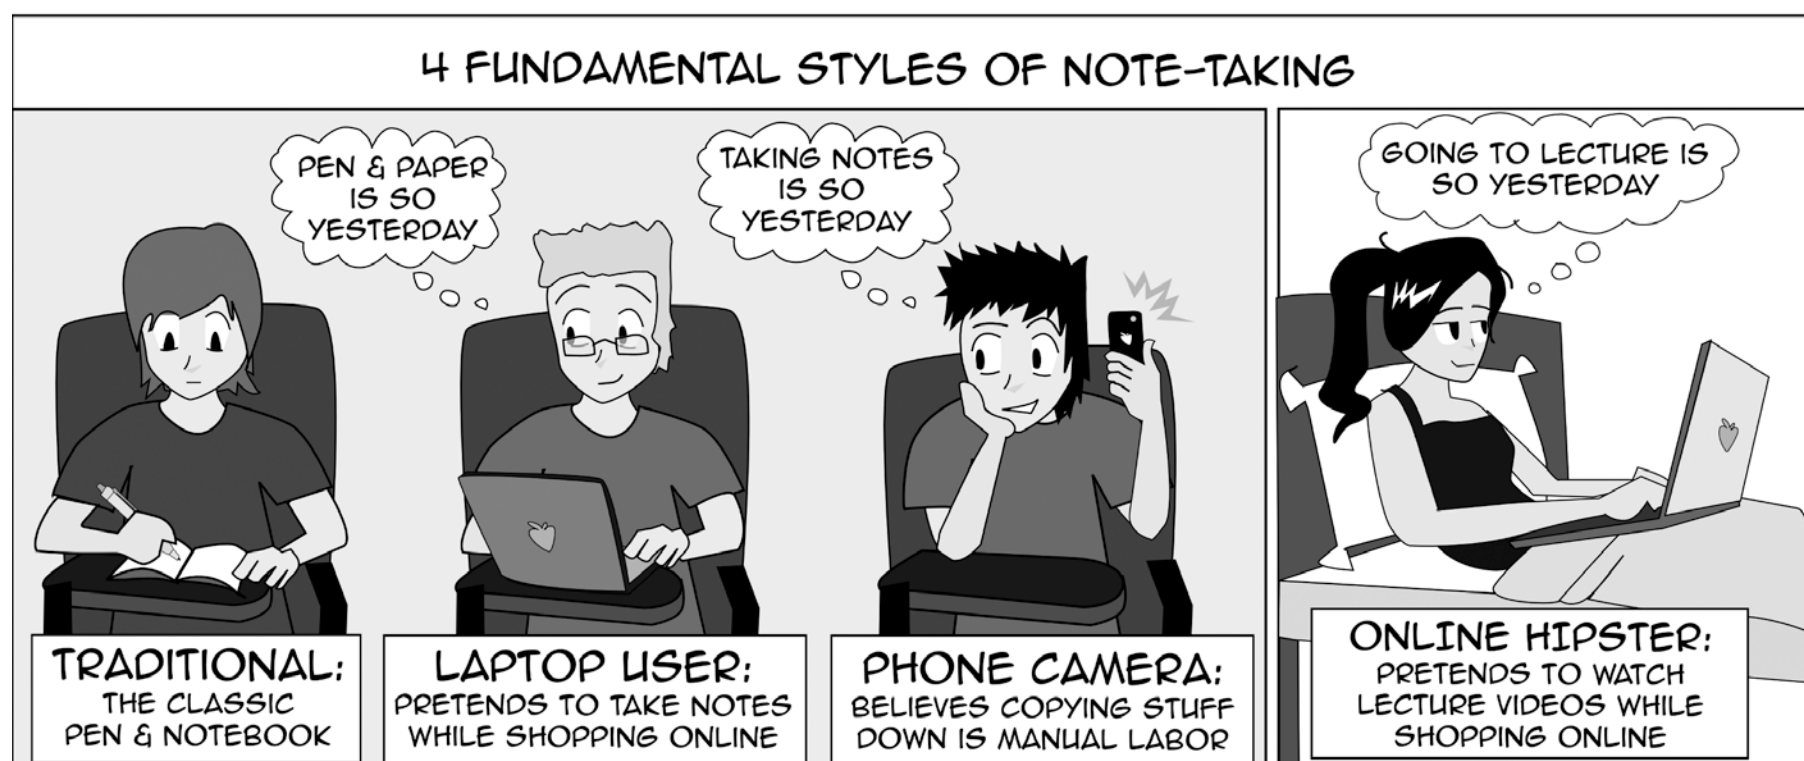 4 FUNDAMENTAL STYLES OF NOTE-TAKING
PEN & PAPER
IS SO
YESTERDAY
TAKING NOTES
IS SO
YESTERDAY
GOING TO LECTURE IS
SO YESTERDAY
TRADITIONAL:
THE CLASSIC
PEN & NOTEBOOK
LAPTOP USER:
PRETENDS TO TAKE NOTES
WHILE SHOPPING ONLINE
PHONE CAMERA:
BELIEVES COPYING STUFF
DOWN IS MANUAL LABOR
ONLINE HIPSTER:
PRETENDS TO WATCH
LECTURE VIDEOS WHILE
SHOPPING ONLINE